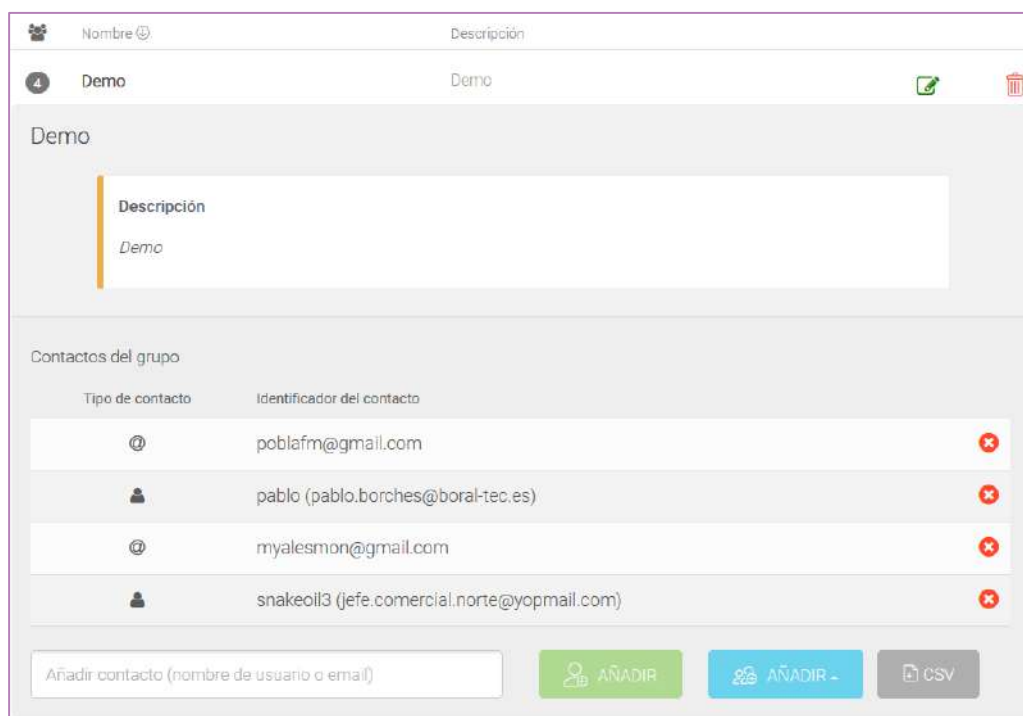 Nombre Descripción
4 Demo Demo
Demo
Descripción
Demo
Contactos del grupo
Tipo de contacto Identificador del contacto
@ poblafm@gmail.com
pablo (pablo.borches@boral-tec.es)
@ myalesmon@gmail.com
snakeoil3 (jefe.comercial.norte@yopmail.com)
Añadir contacto (nombre de usuario o email) AÑADIR AÑADIR CSV